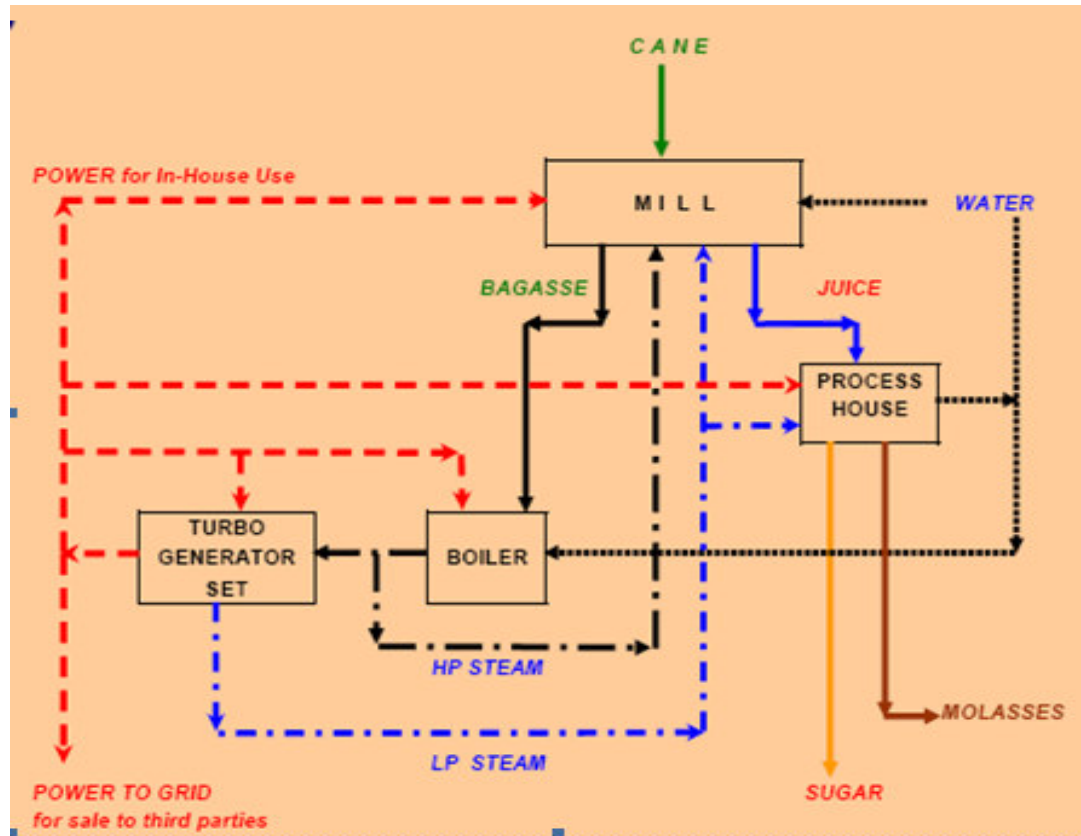 CANE
POWER for In-House Use
MILL
WATER
BAGASSE
JUICE
PROCESS
HOUSE
TURBO
GENERATOR
SET
BOILER
HP STEAM
MOLASSES
LP STEAM
POWER TO GRID
for sale to third parties
SUGAR